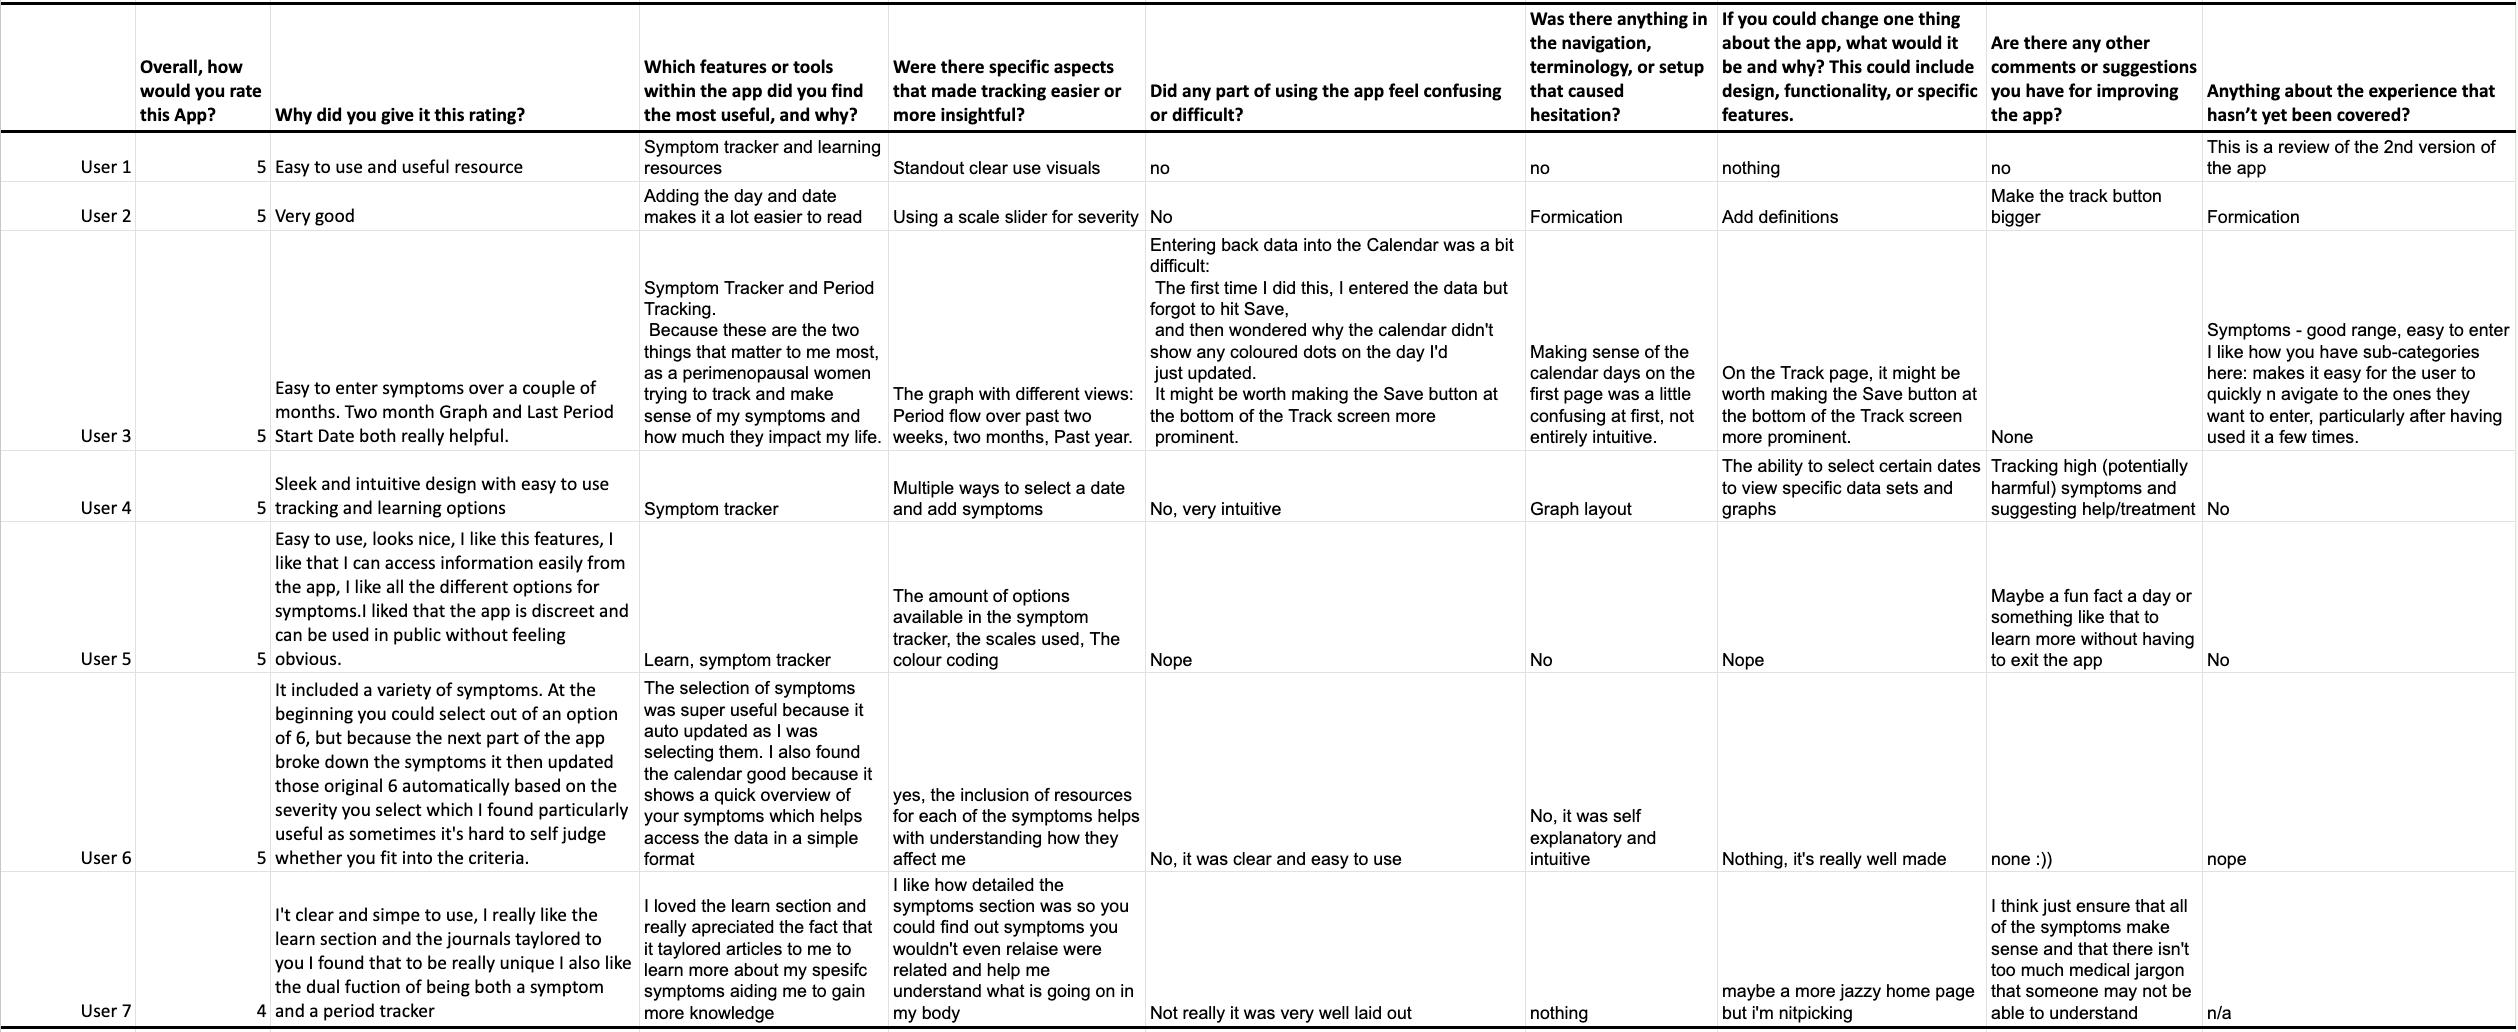 Overall, how
would you rate
this App?
Why did you give it this rating?
Which features or tools
within the app did you find
the most useful, and why?
Were there specific aspects
that made tracking easier or
more insightful?
Did any part of using the app feel confusing
or difficult?
Was there anything in
the navigation,
terminology, or setup
that caused
hesitation?
If you could change one thing
about the app, what would it
be and why? This could include
design, functionality, or specific
features.
Are there any other
comments or suggestions
you have for improving
the app?
Anything about the experience that
hasn't yet been covered?
User 1
5
Easy to use and useful resource
Symptom tracker and learning
resources
Standout clear use visuals
no
no
nothing
no
This is a review of the 2nd version of
the app
User 2
5
Very good
Adding the day and date
makes it a lot easier to read
Using a scale slider for severity
No
Formication
Add definitions
Make the track button
bigger
Formication
User 3
5
Easy to enter symptoms over a couple of
months. Two month Graph and Last Period
Start Date both really helpful.
Symptom Tracker and Period
Tracking.
Because these are the two
things that matter to me most,
as a perimenopausal women
trying to track and make
sense of my symptoms and
how much they impact my life.
The graph with different views:
Period flow over past two
weeks, two months, Past year.
Entering back data into the Calendar was a bit
difficult:
The first time I did this, I entered the data but
forgot to hit Save,
and then wondered why the calendar didn't
show any coloured dots on the day I'd
just updated.
It might be worth making the Save button at
the bottom of the Track screen more
prominent.
Making sense of the
calendar days on the
first page was a little
confusing at first, not
entirely intuitive.
On the Track page, it might be
worth making the Save button at
the bottom of the Track screen
more prominent.
None
Symptoms - good range, easy to enter
I like how you have sub-categories
here: makes it easy for the user to
quickly n avigate to the ones they
want to enter, particularly after having
used it a few times.
User 4
5
Sleek and intuitive design with easy to use
tracking and learning options
Symptom tracker
Multiple ways to select a date
and add symptoms
No, very intuitive
Graph layout
The ability to select certain dates
to view specific data sets and
graphs
Tracking high (potentially
harmful) symptoms and
suggesting help/treatment
No
User 5
5
Easy to use, looks nice, I like this features, I
like that I can access information easily from
the app, I like all the different options for
symptoms.I liked that the app is discreet and
can be used in public without feeling
obvious.
Learn, symptom tracker
The amount of options
available in the symptom
tracker, the scales used, The
colour coding
Nope
No
Nope
Maybe a fun fact a day or
something like that to
learn more without having
to exit the app
No
User 6
5
It included a variety of symptoms. At the
beginning you could select out of an option
of 6, but because the next part of the app
broke down the symptoms it then updated
those original 6 automatically based on the
severity you select which I found particularly
useful as sometimes it's hard to self judge
whether you fit into the criteria.
The selection of symptoms
was super useful because it
auto updated as I was
selecting them. I also found
the calendar good because it
shows a quick overview of
your symptoms which helps
access the data in a simple
format
yes, the inclusion of resources
for each of the symptoms helps
with understanding how they
affect me
No, it was clear and easy to use
No, it was self
explanatory and
intuitive
Nothing, it's really well made
none :))
nope
User 7
4
I't clear and simpe to use, I really like the
learn section and the journals taylored to
you I found that to be really unique I also like
the dual fuction of being both a symptom
and a period tracker
I loved the learn section and
really apreciated the fact that
it taylored articles to me to
learn more about my spesifc
symptoms aiding me to gain
more knowledge
I like how detailed the
symptoms section was so you
could find out symptoms you
wouldn't even relaise were
related and help me
understand what is going on in
my body
Not really it was very well laid out
nothing
maybe a more jazzy home page
but i'm nitpicking
I think just ensure that all
of the symptoms make
sense and that there isn't
too much medical jargon
that someone may not be
able to understand
n/a